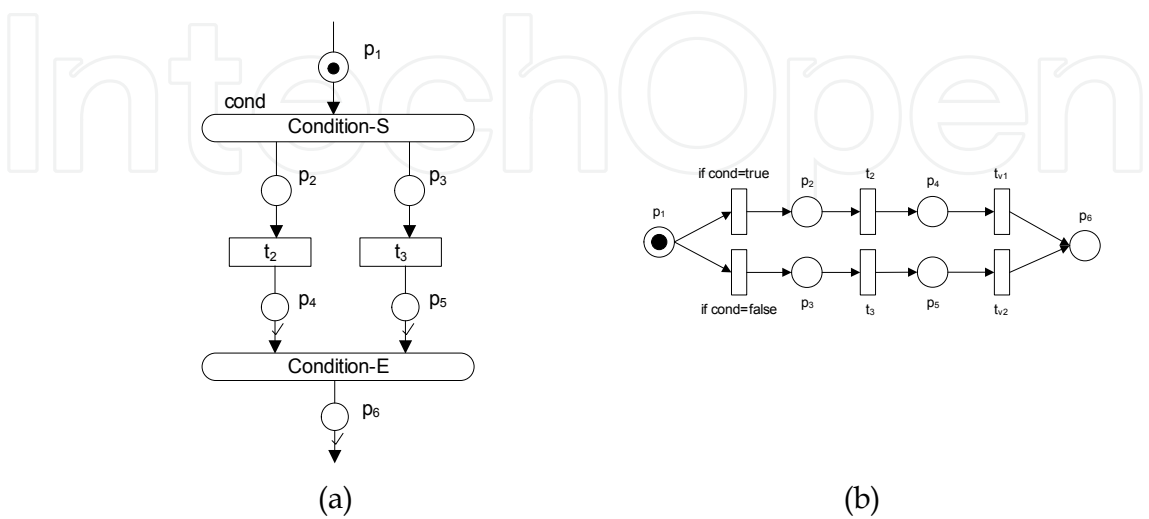 IntechOpen
p₁
cond
Condition-S
p₂ p₃
t₂ t₃
p₄ p₅
Condition-E
p₆
(a)
if cond=true p₂ t₂ p₄ tᵥ₁
p₁ p₆
if cond=false p₃ t₃ p₅ tᵥ₂
(b)